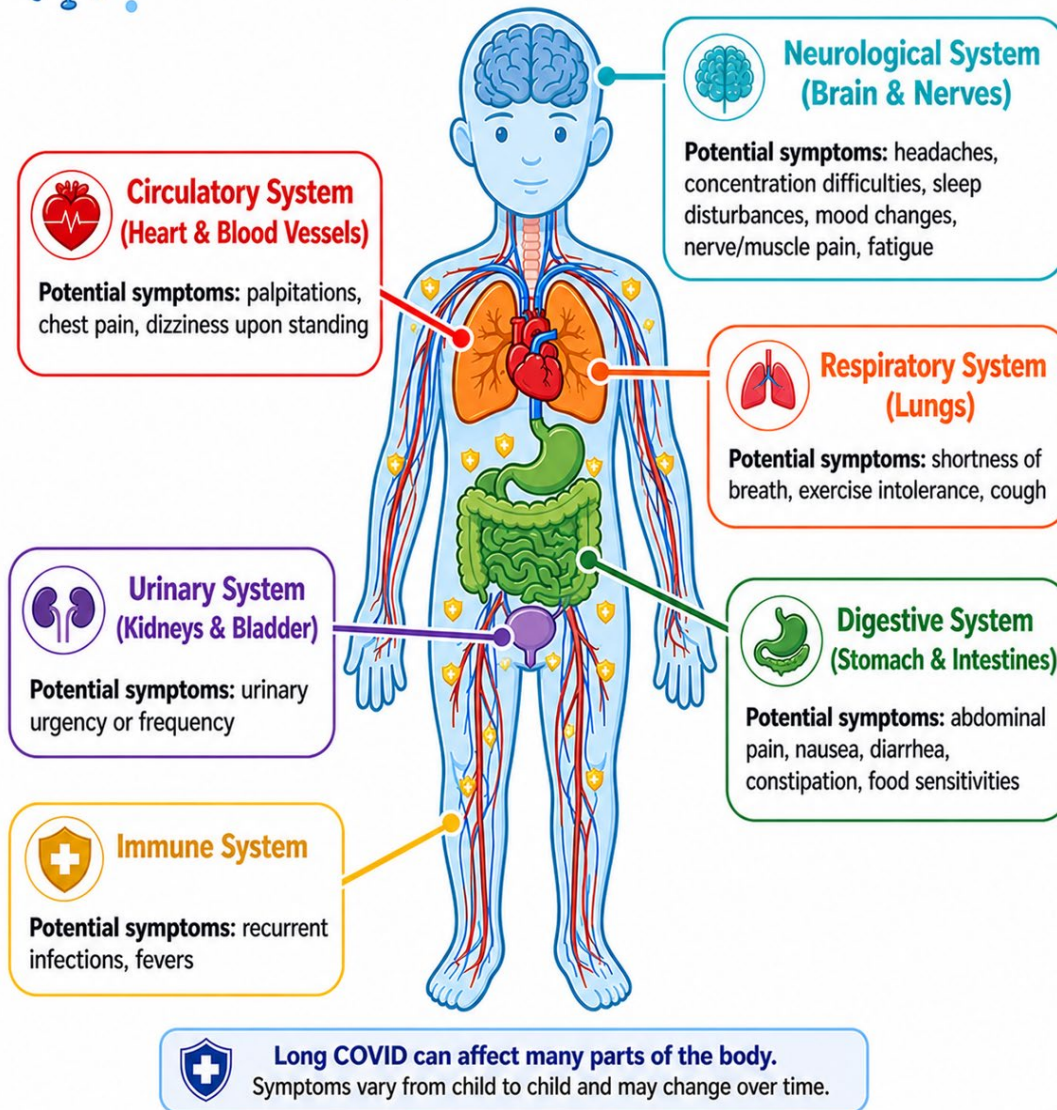 Neurological System
(Brain & Nerves)
Potential symptoms: headaches,
concentration difficulties, sleep
disturbances, mood changes,
nerve/muscle pain, fatigue
Circulatory System
(Heart & Blood Vessels)
Potential symptoms: palpitations,
chest pain, dizziness upon standing
Respiratory System
(Lungs)
Potential symptoms: shortness of
breath, exercise intolerance, cough
Urinary System
(Kidneys & Bladder)
Potential symptoms: urinary
urgency or frequency
Digestive System
(Stomach & Intestines)
Potential symptoms: abdominal
pain, nausea, diarrhea,
constipation, food sensitivities
Immune System
Potential symptoms: recurrent
infections, fevers
Long COVID can affect many parts of the body.
Symptoms vary from child to child and may change over time.